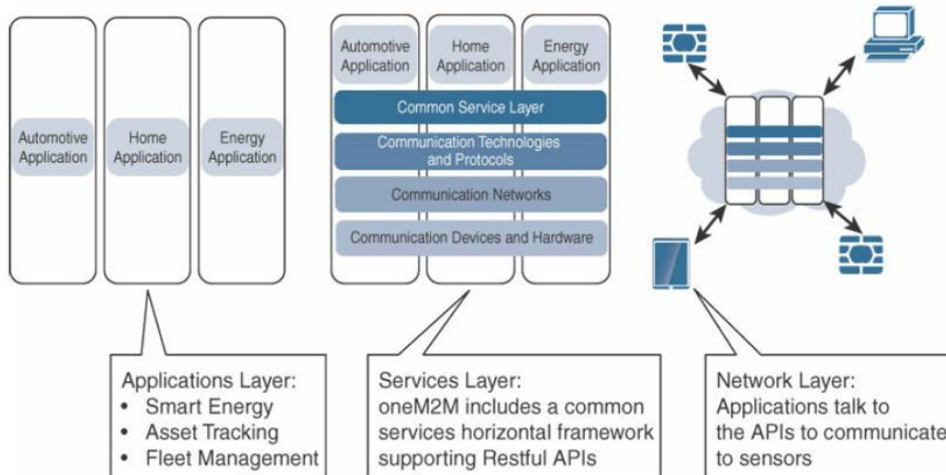 Automotive
Application
Home
Application
Energy
Application
Automotive
Application
Home
Application
Energy
Application
Common Service Layer
Communication Technologies
and Protocols
Communication Networks
Communication Devices and Hardware
Applications Layer:
• Smart Energy
• Asset Tracking
• Fleet Management
Services Layer:
oneM2M includes a common
services horizontal framework
supporting Restful APIs
Network Layer:
Applications talk to
the APIs to communicate
to sensors